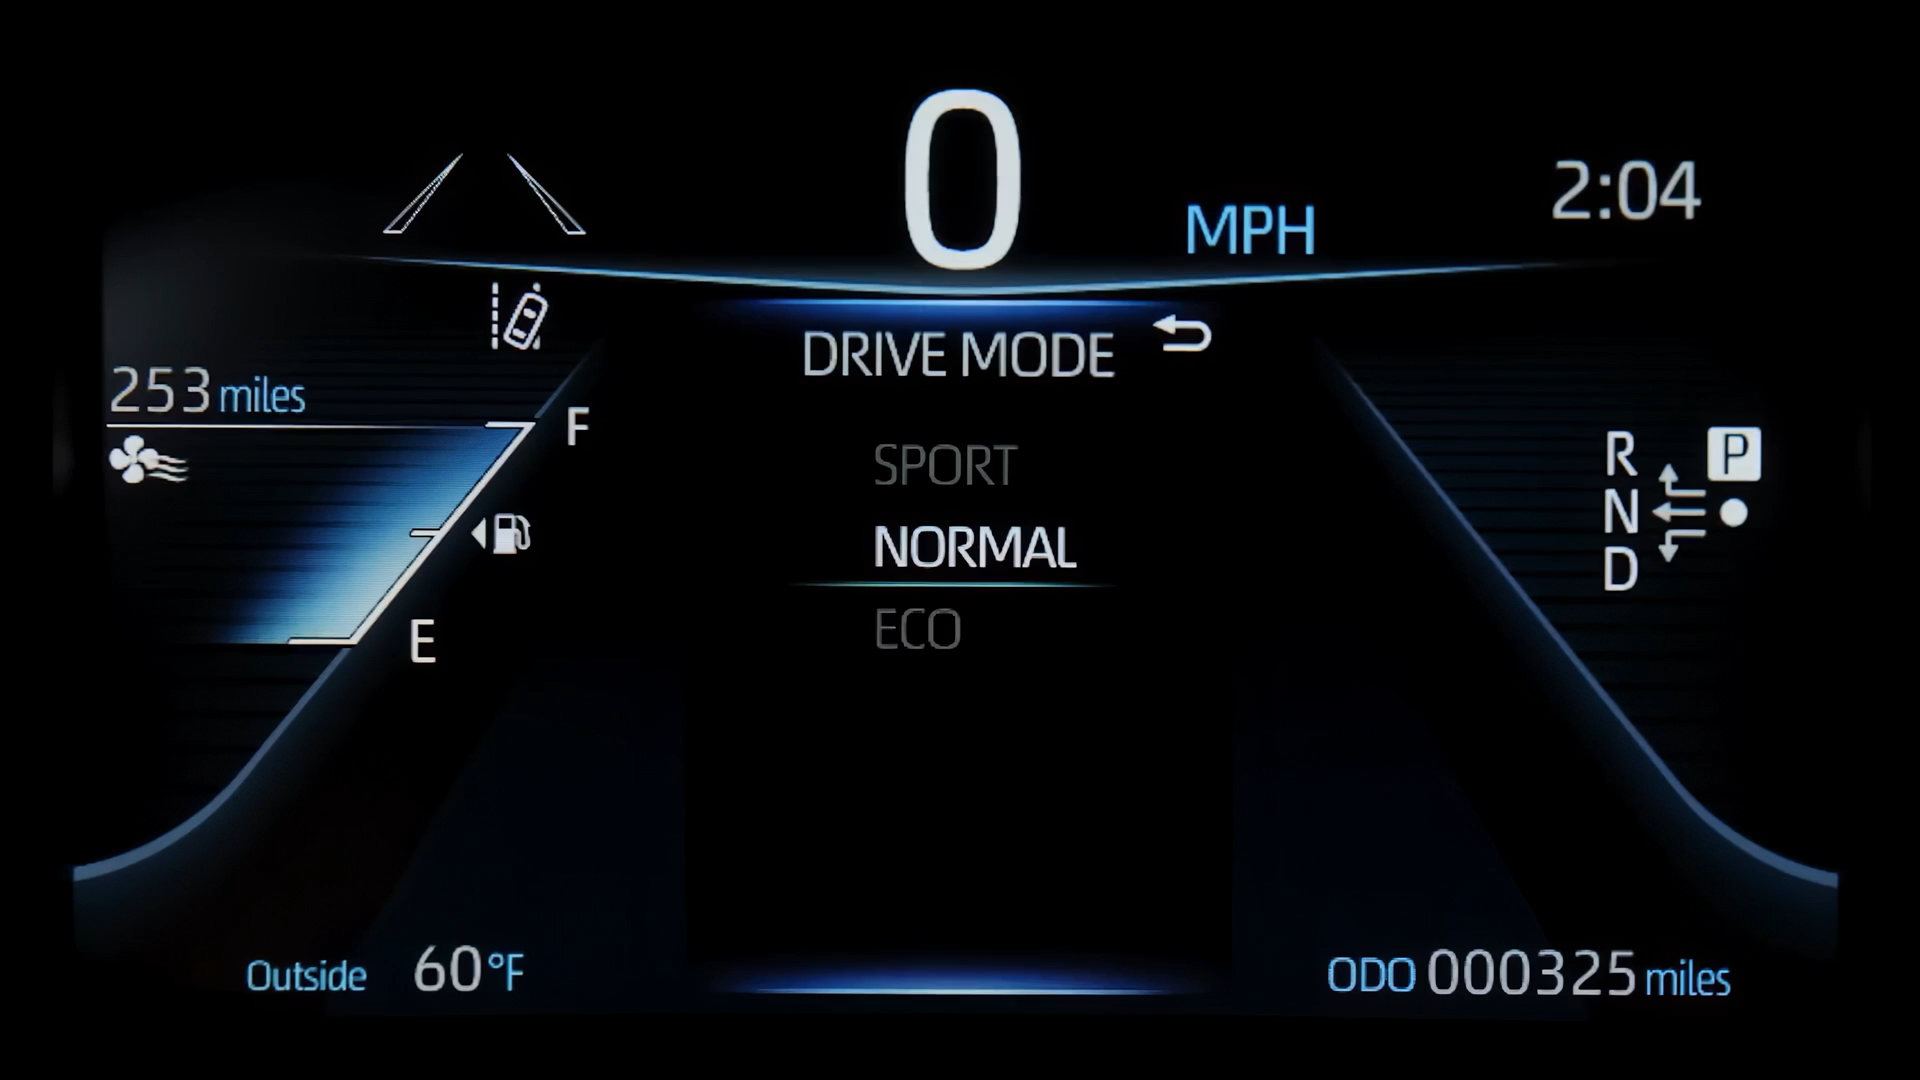 0
MPH
2:04
DRIVE MODE
253 miles
F
SPORT
R P
NORMAL
N
D
E
ECO
Outside 60°F
ODO 000325 miles